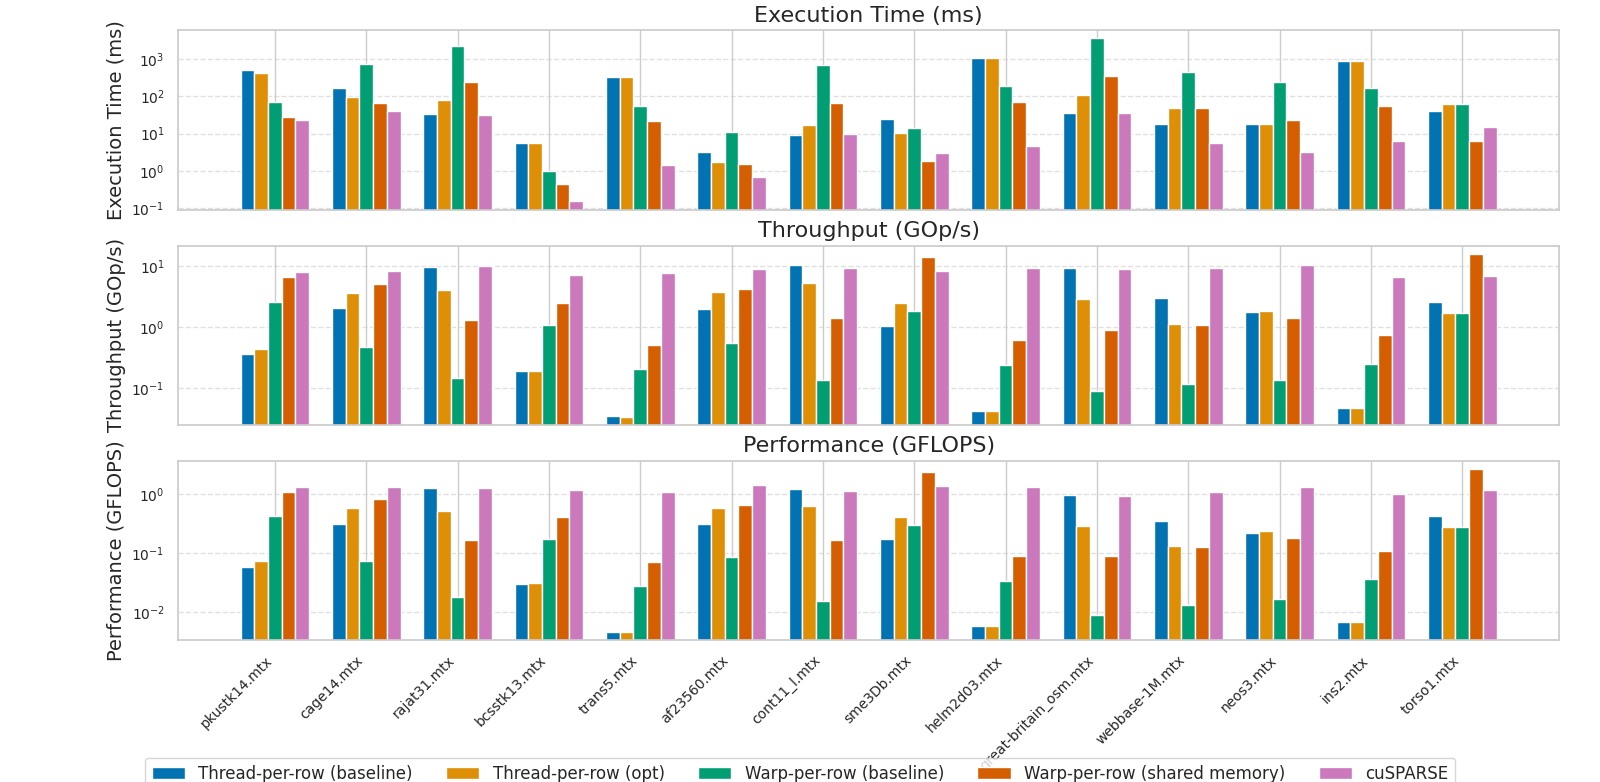 Execution Time (ms)
Execution Time (ms)
10³
10²
10¹
10⁰
10⁻¹
Throughput (GOp/s)
Throughput (GOp/s)
10¹
10⁰
10⁻¹
Performance (GFLOPS)
Performance (GFLOPS)
10⁰
10⁻¹
10⁻²
pkustk14.mtx
cage14.mtx
rajat31.mtx
bcsstk13.mtx
trans5.mtx
af23560.mtx
cont11_l.mtx
sme3Db.mtx
helm2d03.mtx
great-britain_osm.mtx
webbase-1M.mtx
neos3.mtx
ins2.mtx
torso1.mtx
Thread-per-row (baseline) Thread-per-row (opt) Warp-per-row (baseline) Warp-per-row (shared memory) cuSPARSE